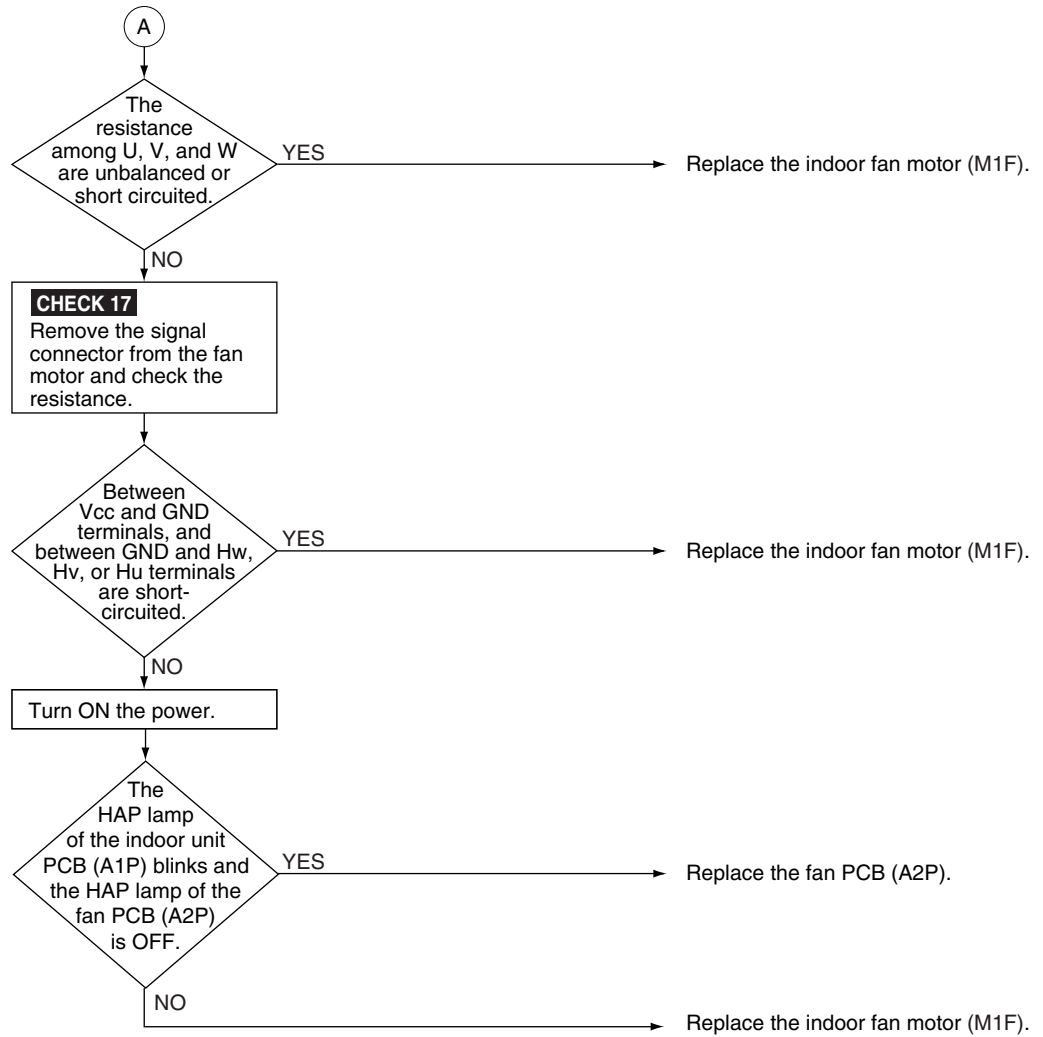 A
The
resistance
among U, V, and W
are unbalanced or
short circuited.
YES
Replace the indoor fan motor (M1F).
NO
CHECK 17
Remove the signal
connector from the fan
motor and check the
resistance.
Between
Vcc and GND
terminals, and
between GND and Hw,
Hv, or Hu terminals
are short-
circuited.
YES
Replace the indoor fan motor (M1F).
NO
Turn ON the power.
The
HAP lamp
of the indoor unit
PCB (A1P) blinks and
the HAP lamp of the
fan PCB (A2P)
is OFF.
YES
Replace the fan PCB (A2P).
NO
Replace the indoor fan motor (M1F).